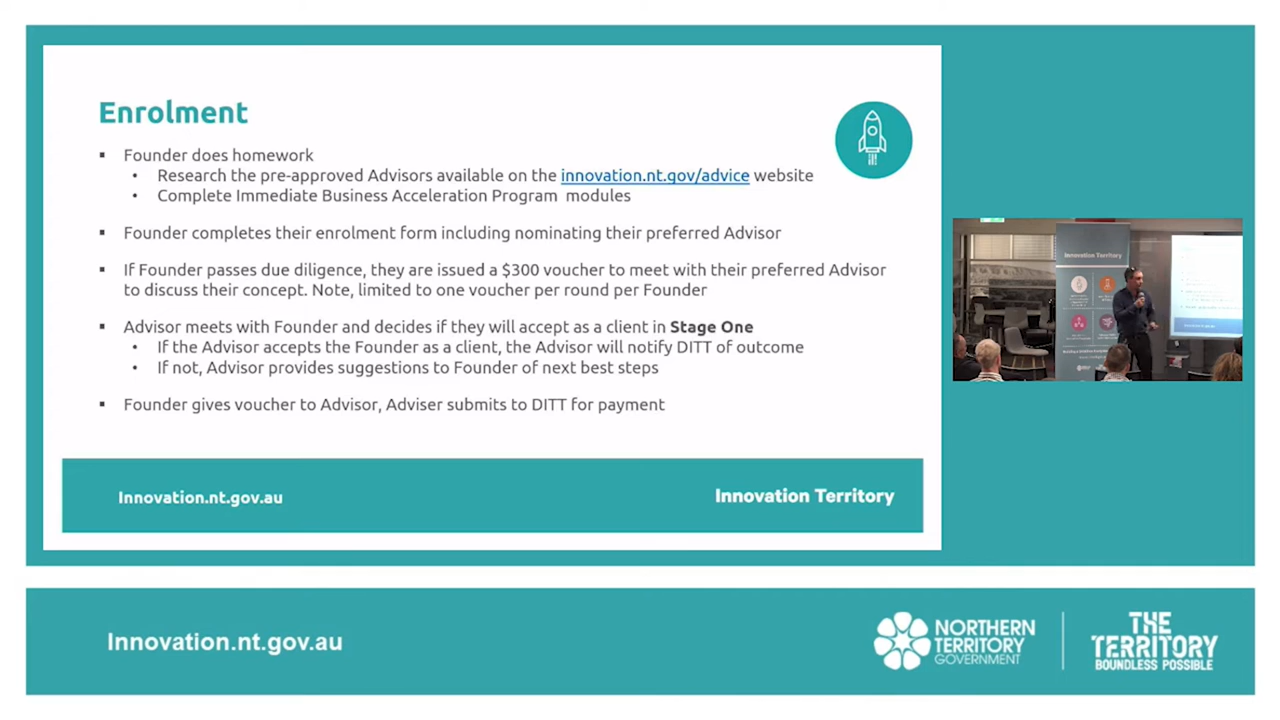 Enrolment
▪ Founder does homework
• Research the pre-approved Advisors available on the innovation.nt.gov/advice website
• Complete Immediate Business Acceleration Program modules
▪ Founder completes their enrolment form including nominating their preferred Advisor
▪ If Founder passes due diligence, they are issued a $300 voucher to meet with their preferred Advisor
to discuss their concept. Note, limited to one voucher per round per Founder
▪ Advisor meets with Founder and decides if they will accept as a client in Stage One
• If the Advisor accepts the Founder as a client, the Advisor will notify DITT of outcome
• If not, Advisor provides suggestions to Founder of next best steps
▪ Founder gives voucher to Advisor, Adviser submits to DITT for payment
Innovation.nt.gov.au
Innovation Territory
Innovation Territory
Innovation.nt.gov.au
NORTHERN
TERRITORY
GOVERNMENT
THE
TERRITORY
BOUNDLESS POSSIBLE